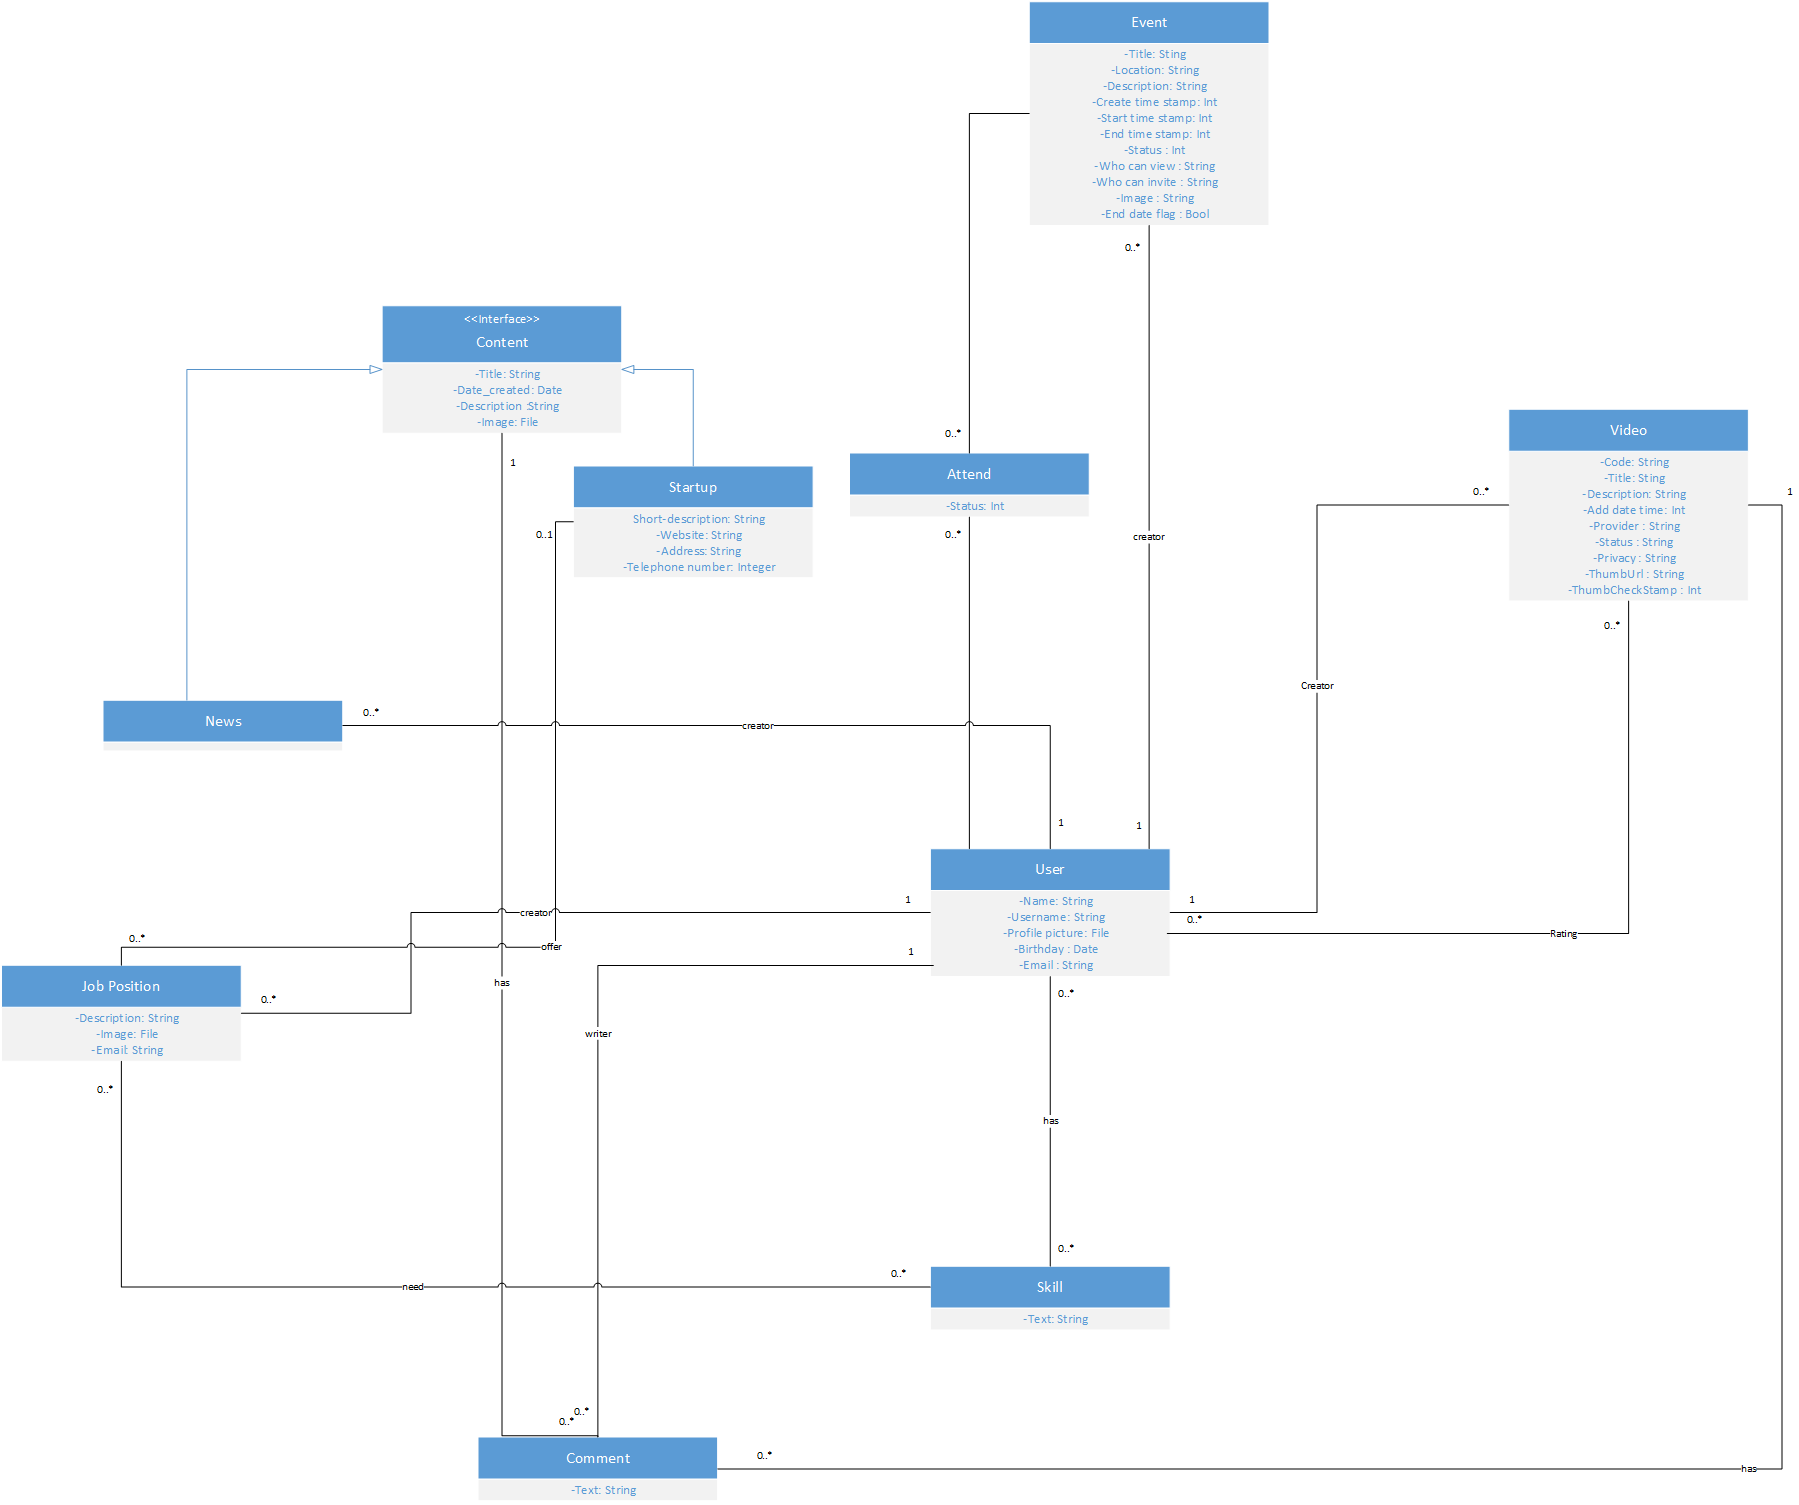 Event
-Title: Sting
-Location: String
-Description: String
-Create time stamp: Int
-Start time stamp: Int
-End time stamp: Int
-Status : Int
-Who can view : String
-Who can invite : String
-Image : String
-End date flag : Bool
0..*
<<Interface>>
Content
-Title: String
-Date_created: Date
-Description :String
-Image: File
1
Startup
Short-description: String
-Website: String
-Address: String
-Telephone number: Integer
0..1
0..*
Attend
-Status: Int
0..*
creator
Video
-Code: String
-Title: Sting
-Description: String
-Add date time: Int
-Provider : String
-Status : String
-Privacy : String
-ThumbUrl : String
-ThumbCheckStamp : Int
0..*
1
0..*
Creator
News
0..*
creator
1
1
User
-Name: String
-Username: String
-Profile picture: File
-Birthday : Date
-Email : String
1
1
1
0..*
Rating
creator
0..*
offer
Job Position
-Description: String
-Image: File
-Email: String
0..*
0..*
has
writer
0..*
has
0..*
need
0..*
Skill
-Text: String
0..*
0..*
Comment
-Text: String
0..*
has